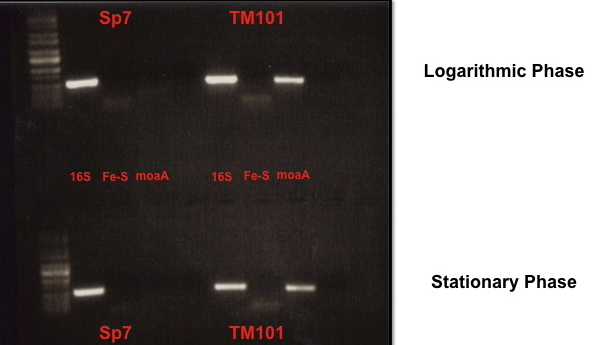 Sp7 TM101
Logarithmic Phase
16S Fe-S moaA 16S Fe-S moaA
Stationary Phase
Sp7 TM101